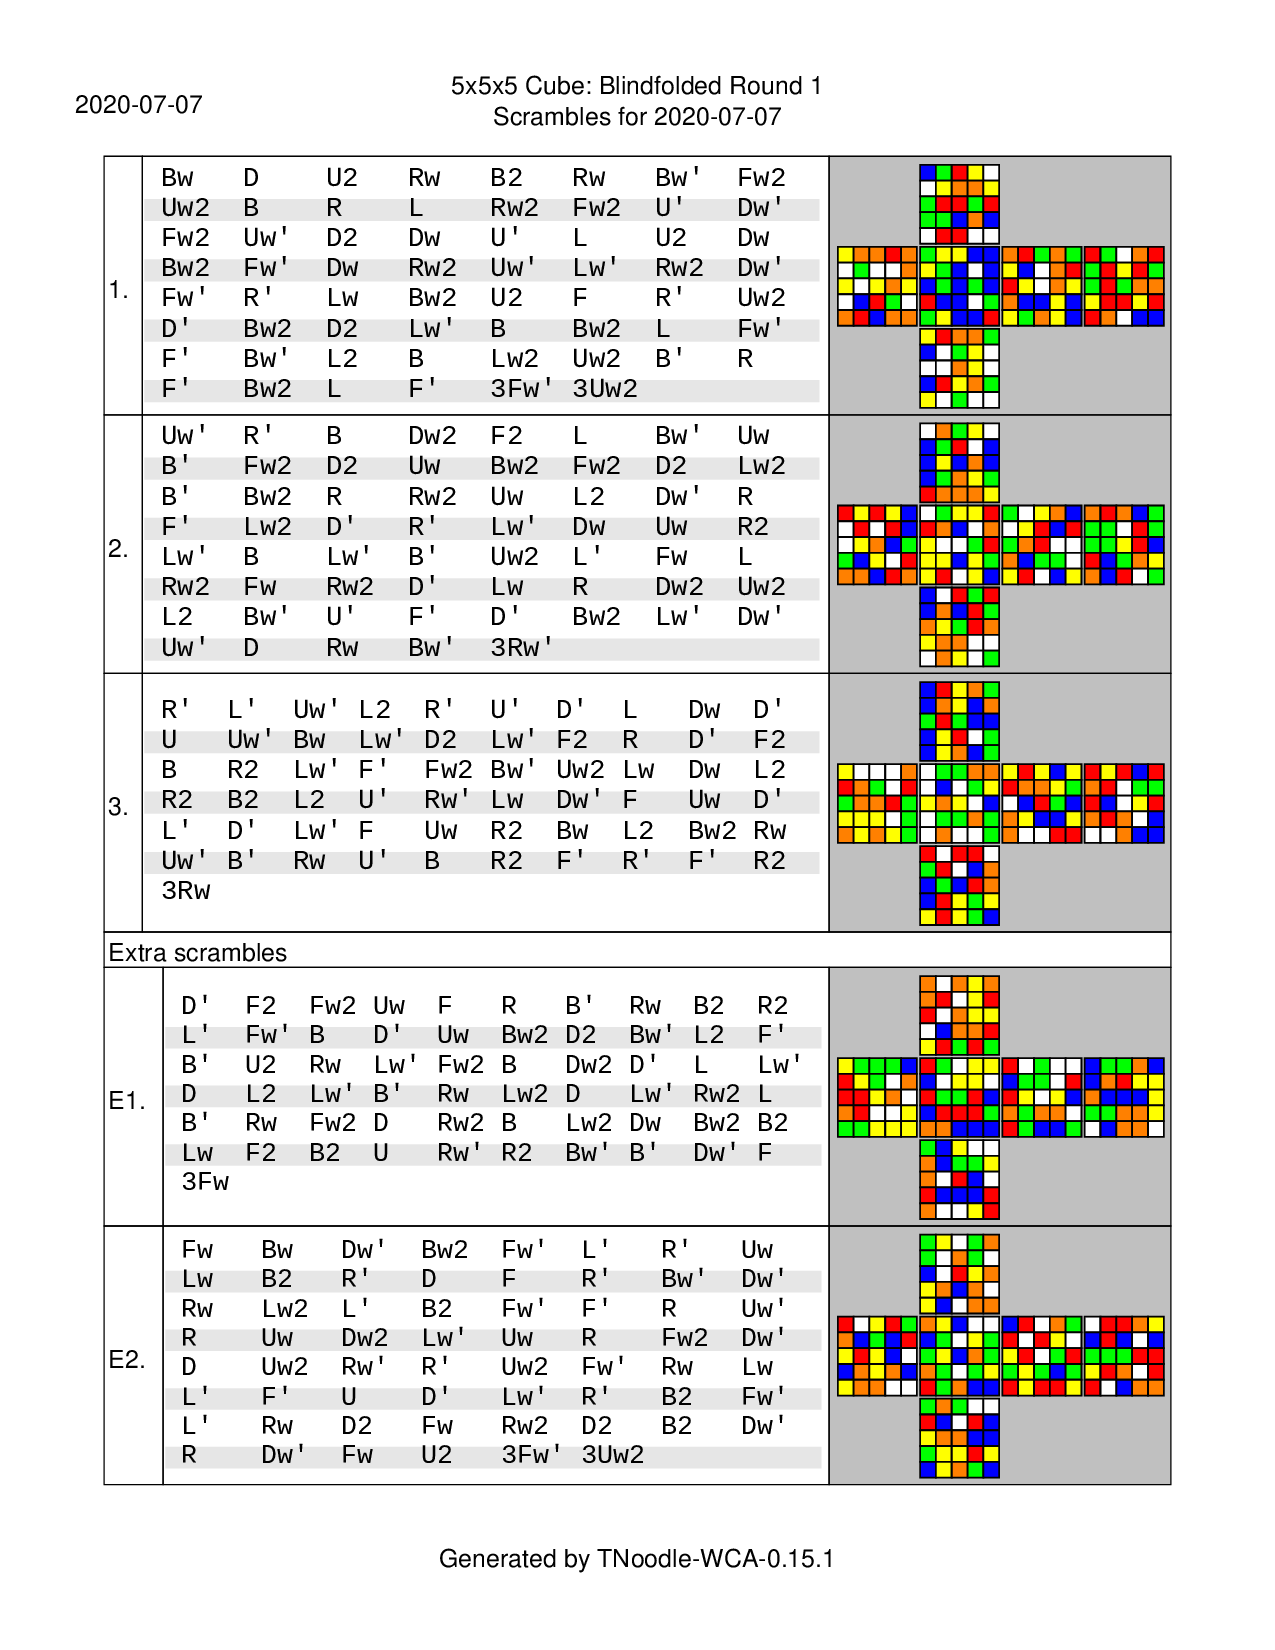 5x5x5 Cube: Blindfolded Round 1
2020-07-07
Scrambles for 2020-07-07
1.
Bw D U2 Rw B2 Rw Bw' Fw2
Uw2 B R L Rw2 Fw2 U' Dw'
Fw2 Uw' D2 Dw U' L U2 Dw
Bw2 Fw' Dw Rw2 Uw' Lw' Rw2 Dw'
Fw' R' Lw Bw2 U2 F R' Uw2
D' Bw2 D2 Lw' B Bw2 L Fw'
F' Bw' L2 B Lw2 Uw2 B' R
F' Bw2 L F' 3Fw' 3Uw2
2.
Uw' R' B Dw2 F2 L Bw' Uw
B' Fw2 D2 Uw Bw2 Fw2 D2 Lw2
B' Bw2 R Rw2 Uw L2 Dw' R
F' Lw2 D' R' Lw' Dw Uw R2
Lw' B Lw' B' Uw2 L' Fw L
Rw2 Fw Rw2 D' Lw R Dw2 Uw2
L2 Bw' U' F' D' Bw2 Lw' Dw'
Uw' D Rw Bw' 3Rw'
3.
R' L' Uw' L2 R' U' D' L Dw D'
U Uw' Bw Lw' D2 Lw' F2 R D' F2
B R2 Lw' F' Fw2 Bw' Uw2 Lw Dw L2
R2 B2 L2 U' Rw' Lw Dw' F Uw D'
L' D' Lw' F Uw R2 Bw L2 Bw2 Rw
Uw' B' Rw U' B R2 F' R' F' R2
3Rw
Extra scrambles
E1.
D' F2 Fw2 Uw F R B' Rw B2 R2
L' Fw' B D' Uw Bw2 D2 Bw' L2 F'
B' U2 Rw Lw' Fw2 B Dw2 D' L Lw'
D L2 Lw' B' Rw Lw2 D Lw' Rw2 L
B' Rw Fw2 D Rw2 B Lw2 Dw Bw2 B2
Lw F2 B2 U Rw' R2 Bw' B' Dw' F
3Fw
E2.
Fw Bw Dw' Bw2 Fw' L' R' Uw
Lw B2 R' D F R' Bw' Dw'
Rw Lw2 L' B2 Fw' F' R Uw'
R Uw Dw2 Lw' Uw R Fw2 Dw'
D Uw2 Rw' R' Uw2 Fw' Rw Lw
L' F' U D' Lw' R' B2 Fw'
L' Rw D2 Fw Rw2 D2 B2 Dw'
R Dw' Fw U2 3Fw' 3Uw2
Generated by TNoodle-WCA-0.15.1